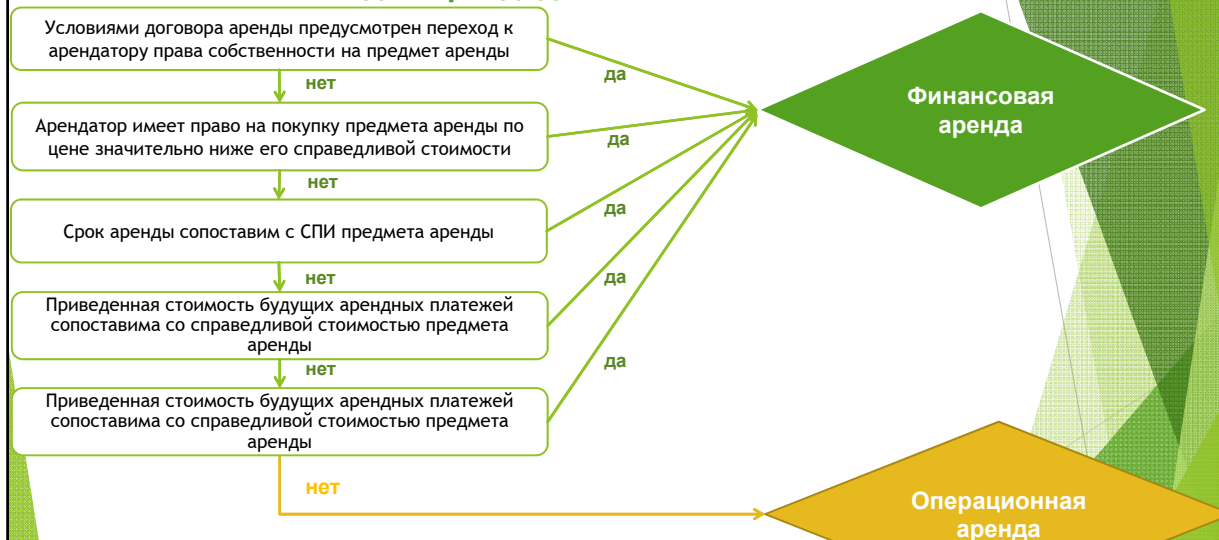 Условиями договора аренды предусмотрен переход к
арендатору права собственности на предмет аренды
нет
да
Арендатор имеет право на покупку предмета аренды по
цене значительно ниже его справедливой стоимости
нет
да
Срок аренды сопоставим с СПИ предмета аренды
нет
да
Приведенная стоимость будущих арендных платежей
сопоставима со справедливой стоимостью предмета
аренды
нет
да
Приведенная стоимость будущих арендных платежей
сопоставима со справедливой стоимостью предмета
аренды
да
нет
Финансовая
аренда
Операционная
аренда